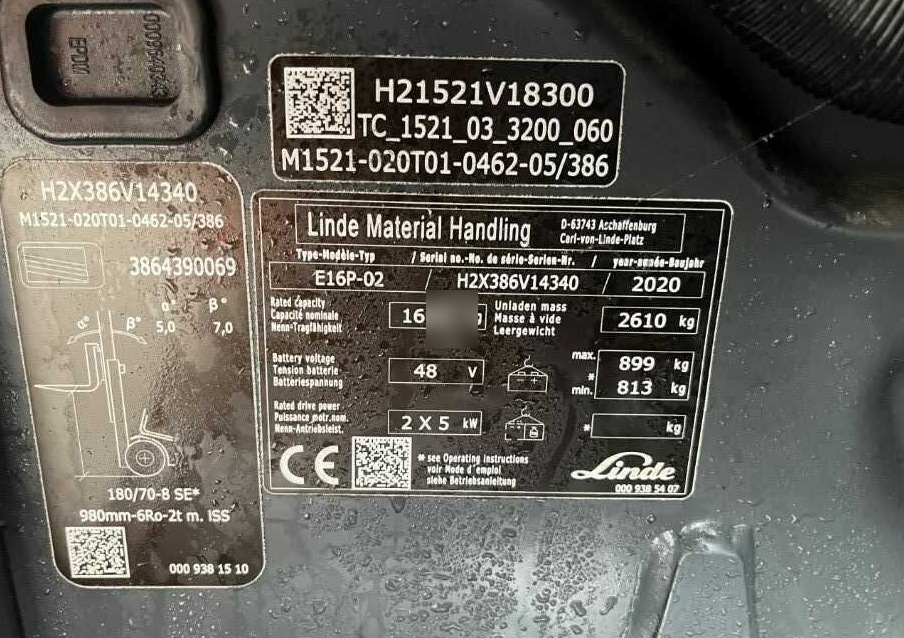 H21521V18300
TC_1521_03_3200_060
M1521-020T01-0462-05/386
H2X386V14340
M1521-020T01-0462-05/386
3864390069
α° β°
5,0 7,0
α° β°
180/70-8 SE*
980mm-6Ro-2t m. ISS
000 938 15 10
Linde Material Handling
D-63743 Aschaffenburg
Carl-von-Linde-Platz
Type-Modèle-Typ / Serial no.-No. de série-Serien-Nr. / year-année-Baujahr
E16P-02 / H2X386V14340 / 2020
Rated capacity
Capacité nominale
Nenn-Tragfähigkeit
16
Unladen mass
Masse à vide
Leergewicht
2610 kg
Battery voltage
Tension batterie
Batteriespannung
48 V
max. 899 kg
*
min. 813 kg
Rated drive power
Puissance mot.nom.
Nenn-Antriebsleist.
2 X 5 kW
* kg
CE
* see Operating instructions
voir Mode d'emploi
siehe Betriebsanleitung
Linde
000 938 54 07